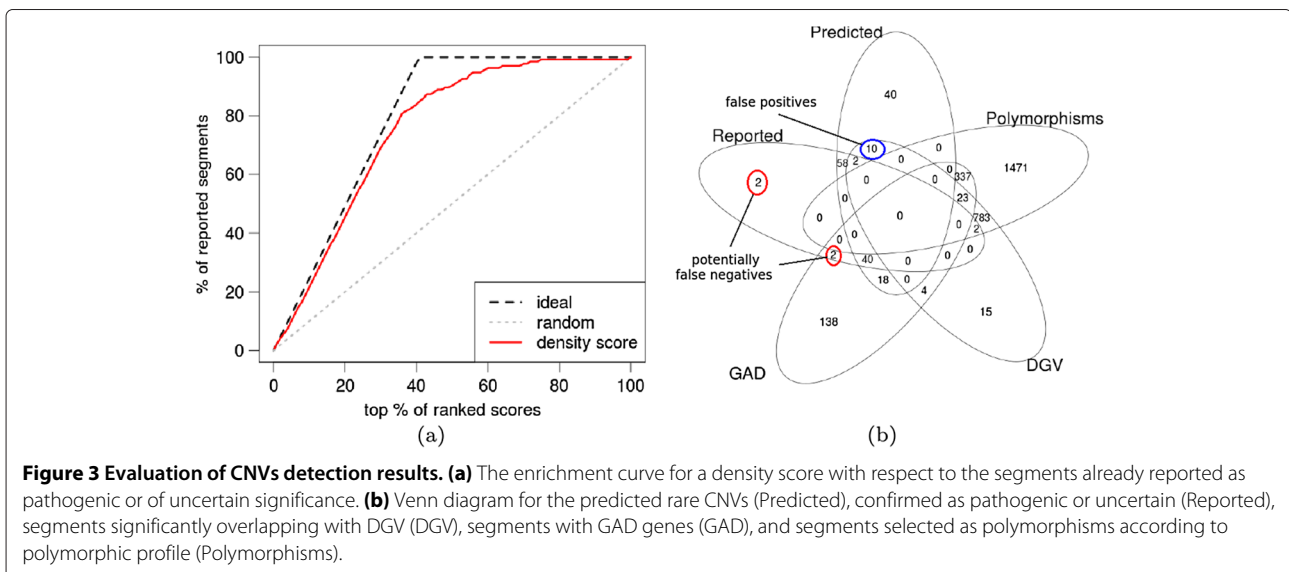 % of reported segments
100
80
60
40
20
0
ideal
random
density score
0 20 40 60 80 100
top % of ranked scores
(a)
Predicted
40
false positives
Polymorphisms
Reported
10
0
0
1471
58
2
0
337
2
0
0
23
0
0
0
783
0
2
0
0
0
potentially
false negatives
2
40
0
0
0
18
0
4
138
15
GAD
DGV
(b)
Figure 3 Evaluation of CNVs detection results. (a) The enrichment curve for a density score with respect to the segments already reported as
pathogenic or of uncertain significance. (b) Venn diagram for the predicted rare CNVs (Predicted), confirmed as pathogenic or uncertain (Reported),
segments significantly overlapping with DGV (DGV), segments with GAD genes (GAD), and segments selected as polymorphisms according to
polymorphic profile (Polymorphisms).